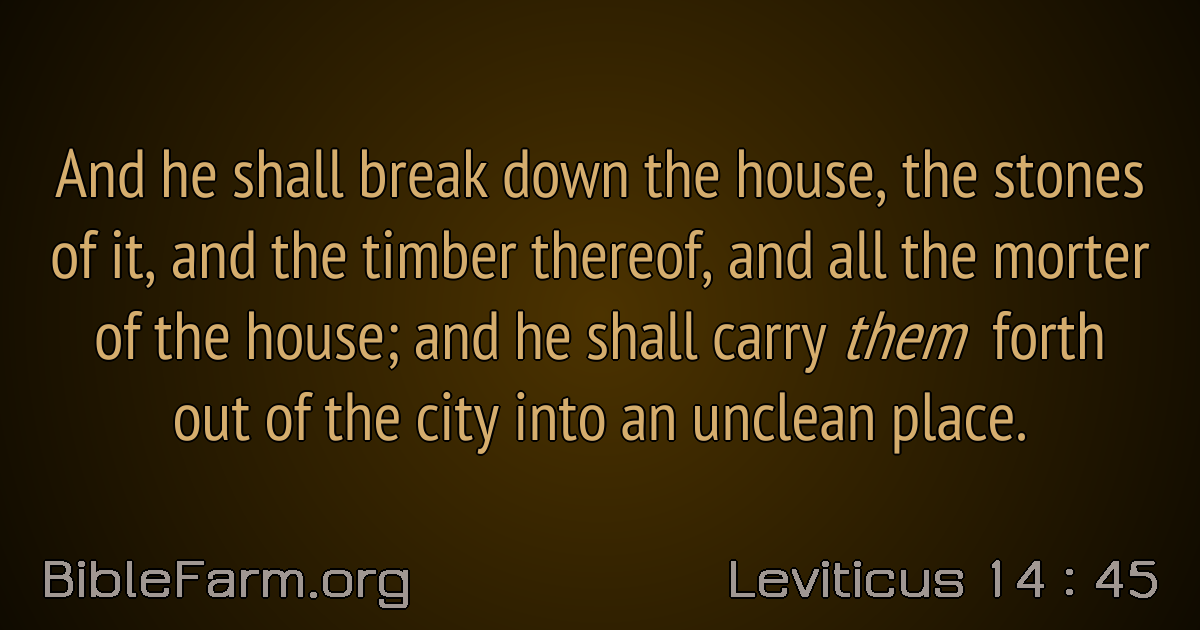 And he shall break down the house, the stones
of it, and the timber thereof, and all the morter
of the house; and he shall carry them forth
out of the city into an unclean place.
BibleFarm.org
Leviticus 14 : 45